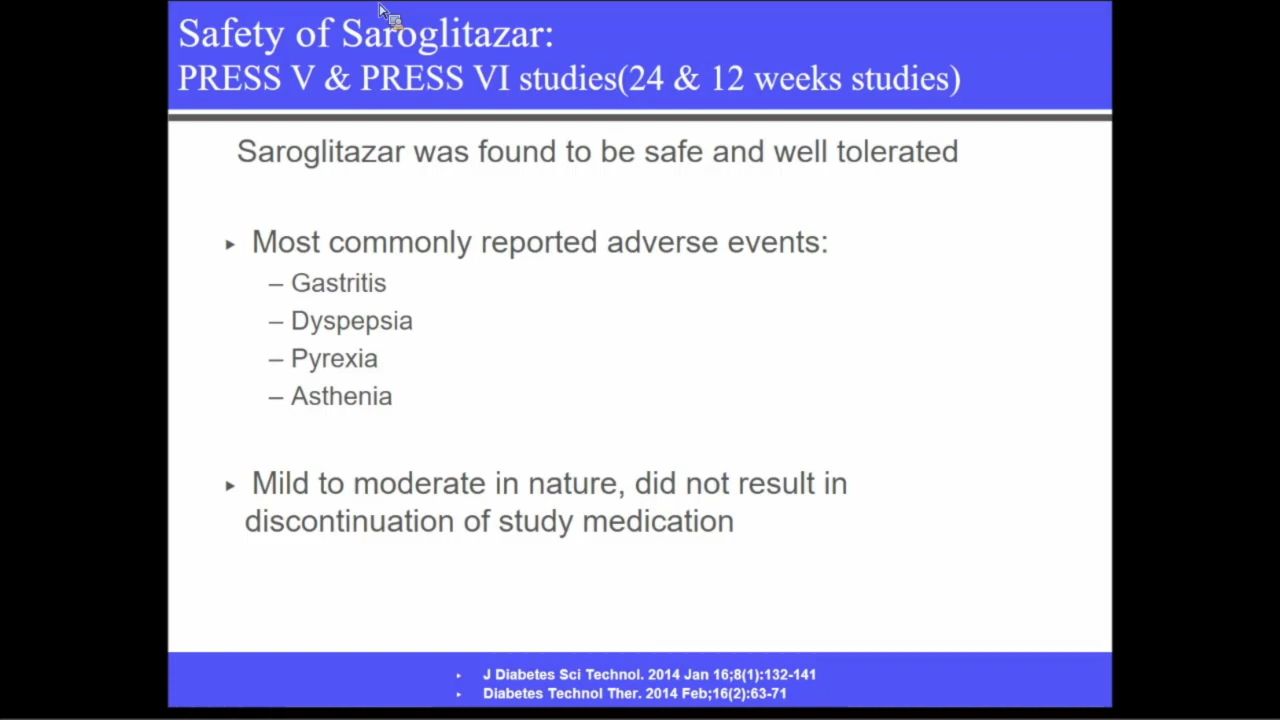 Safety of Saroglitazar:
PRESS V & PRESS VI studies(24 & 12 weeks studies)
Saroglitazar was found to be safe and well tolerated
▸ Most commonly reported adverse events:
– Gastritis
– Dyspepsia
– Pyrexia
– Asthenia
▸ Mild to moderate in nature, did not result in
discontinuation of study medication
▸ J Diabetes Sci Technol. 2014 Jan 16;8(1):132-141
▸ Diabetes Technol Ther. 2014 Feb;16(2):63-71